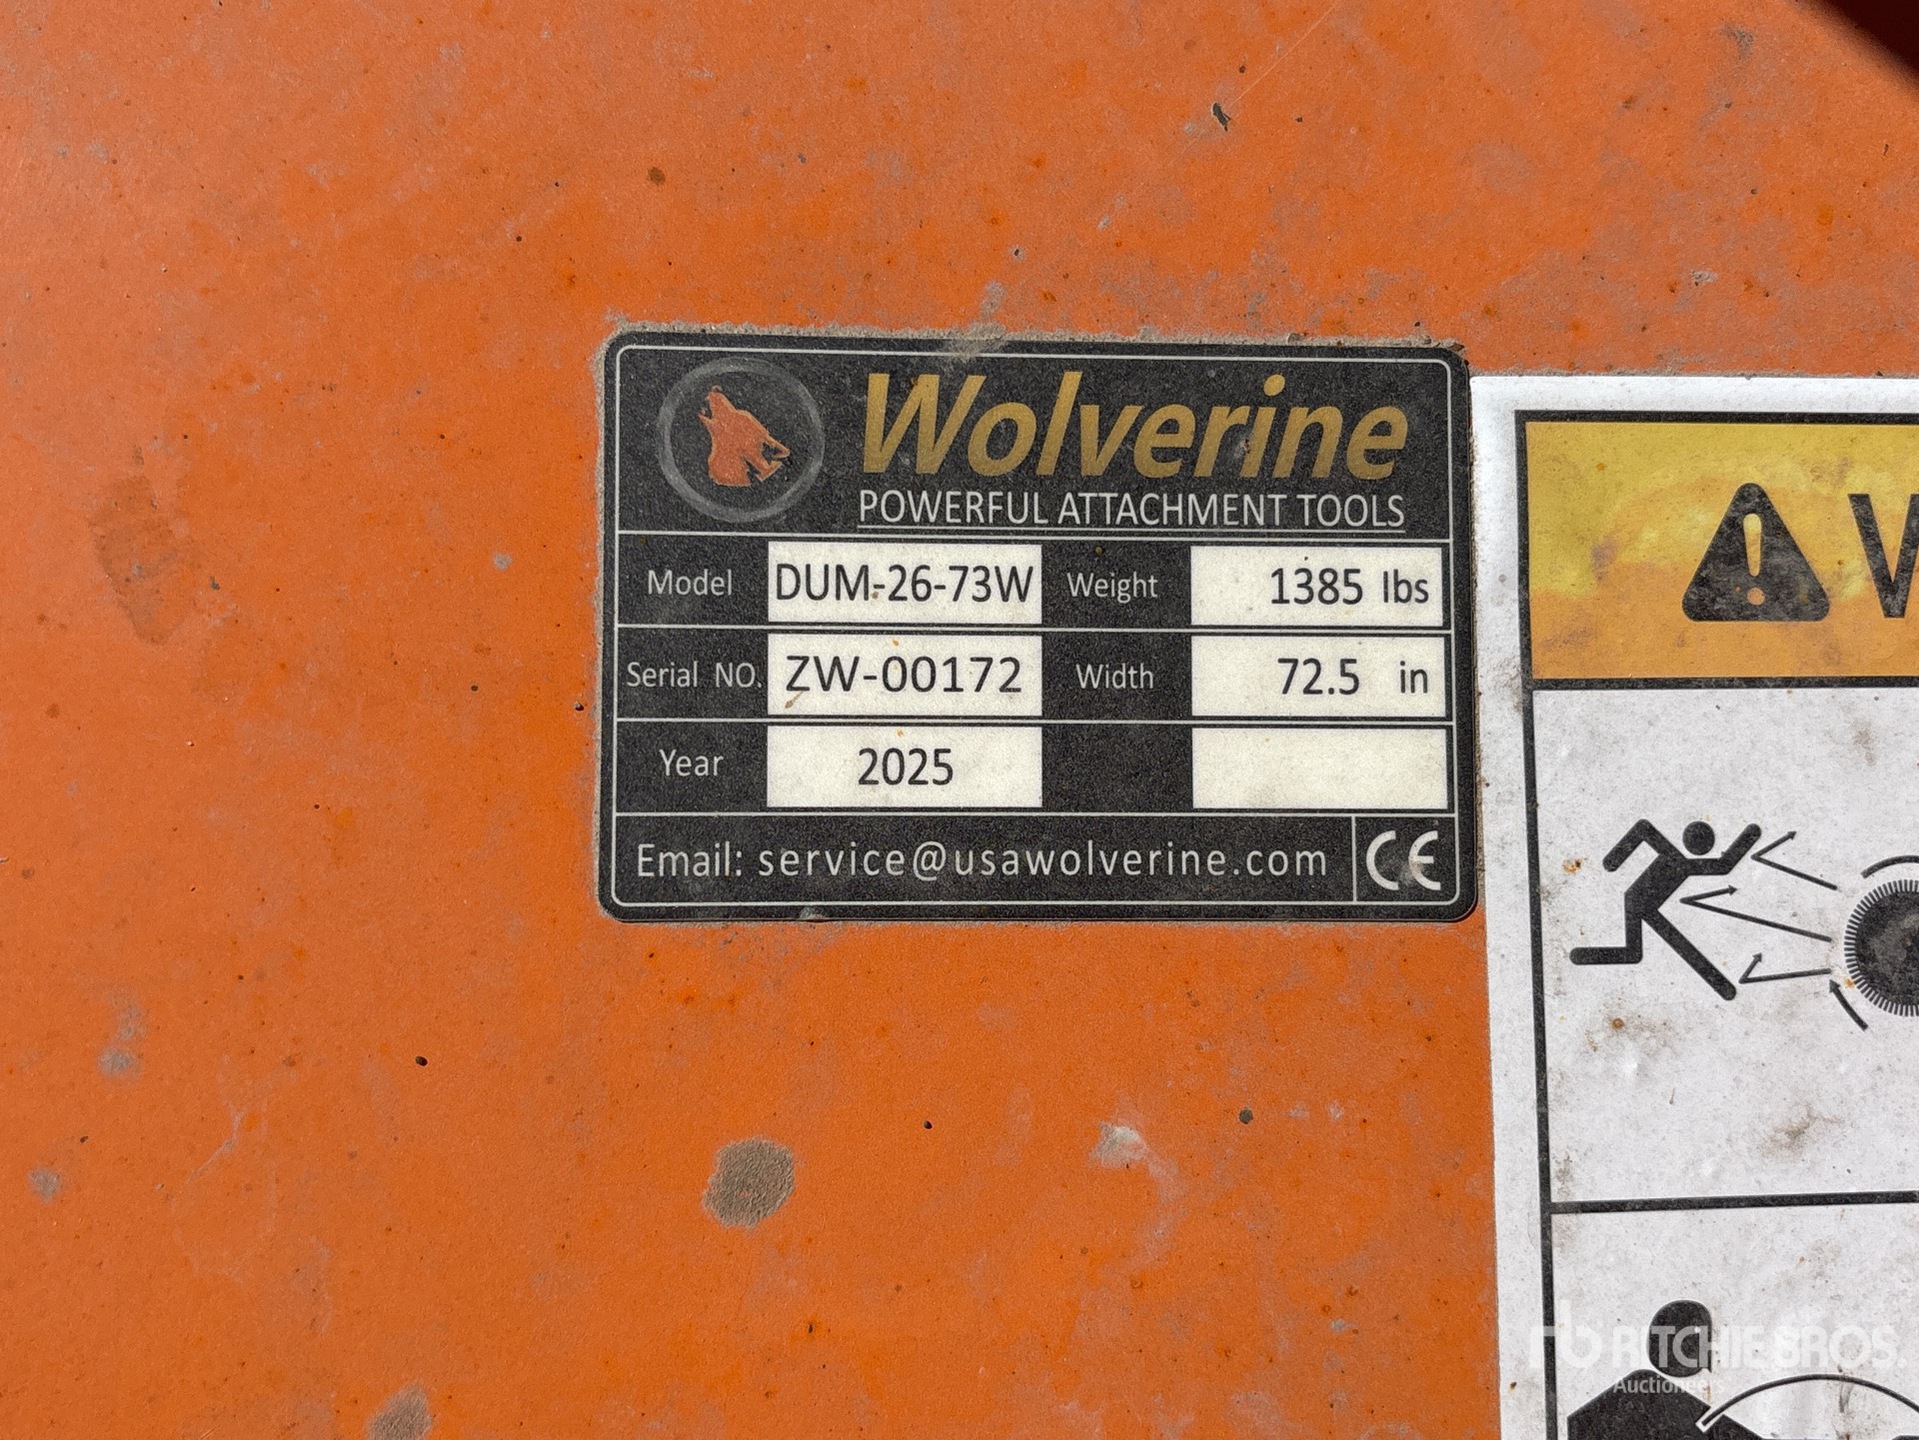 Wolverine
POWERFUL ATTACHMENT TOOLS
Model DUM-26-73W Weight 1385 lbs
Serial NO. ZW-00172 Width 72.5 in
Year 2025
Email: service@usawolverine.com CE
RITCHIE BROS.
Auctioneers